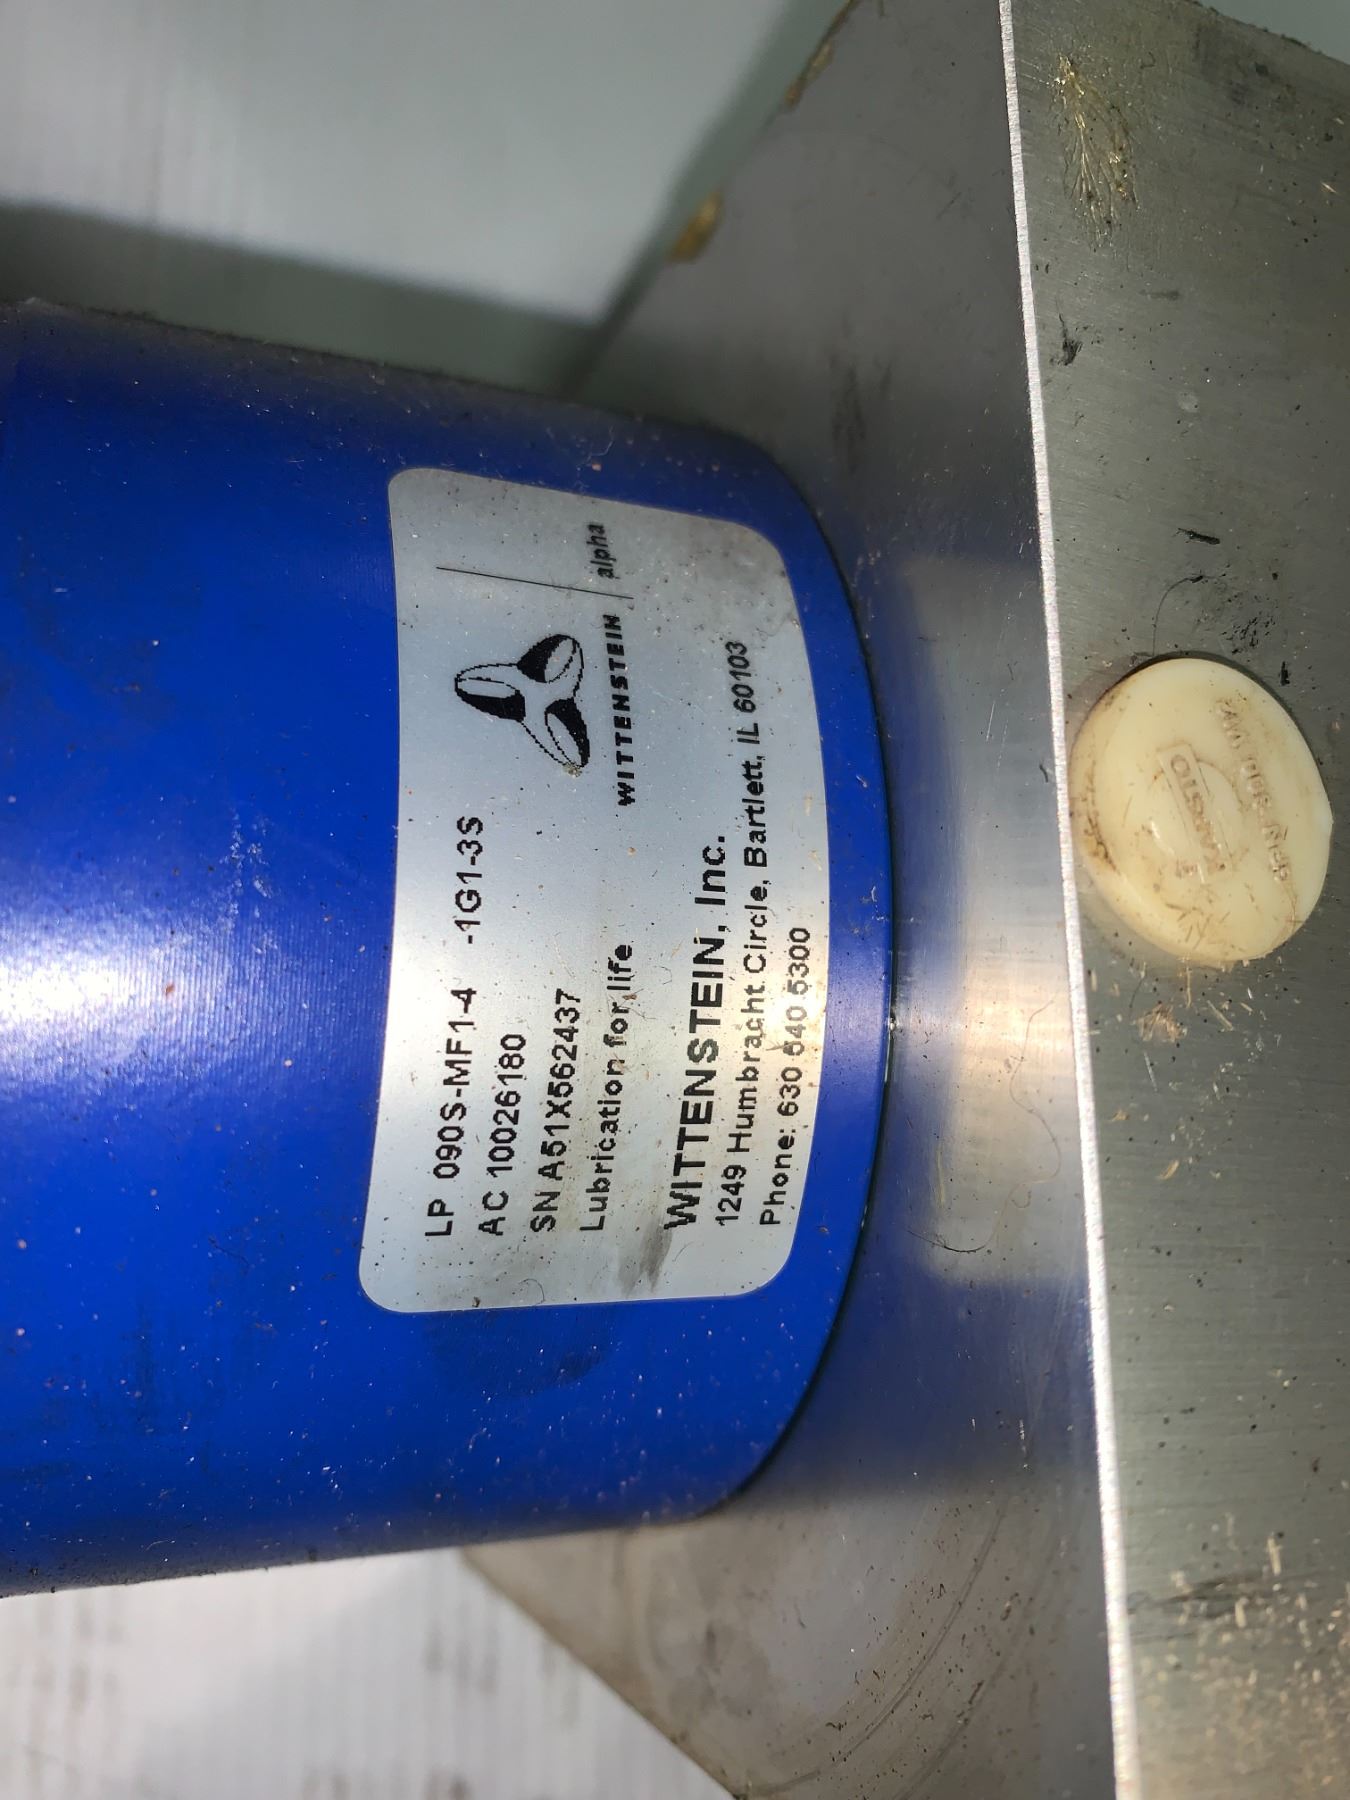 LP 090S-MF1-4 -1G1-3S
AC 10026180
SN A51X562437
Lubrication for life
WITTENSTEIN alpha
WITTENSTEIN, Inc.
1249 Humbracht Circle, Bartlett, IL 60103
Phone: 630 540 5300
KAPSTO